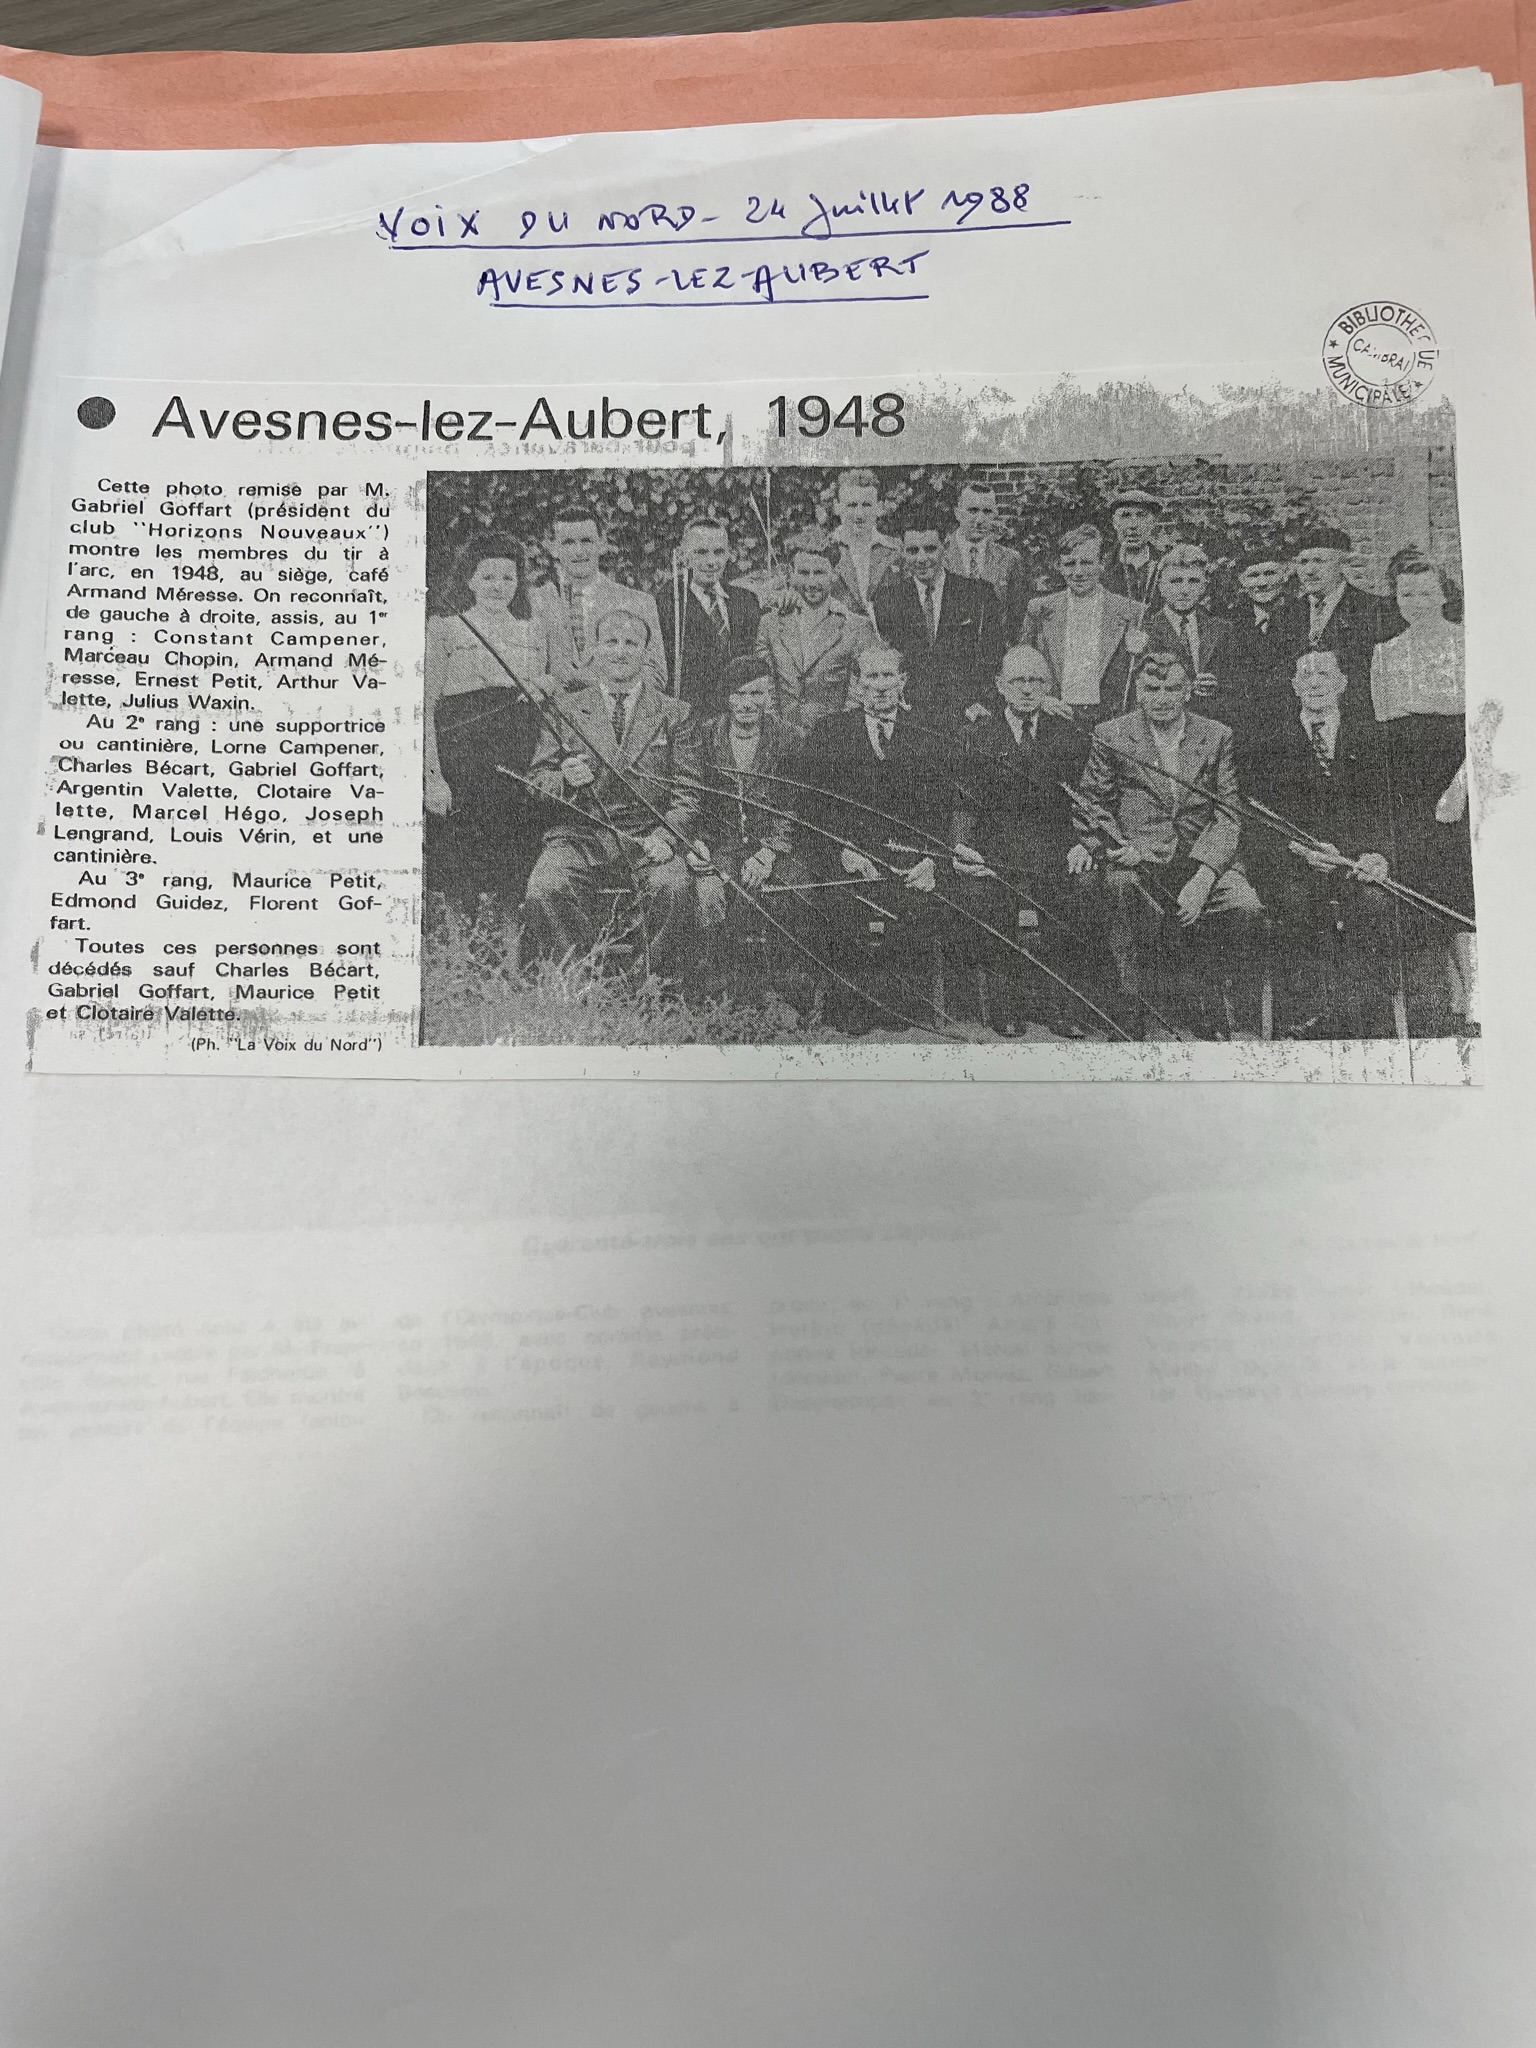 VOIX DU NORD - 24 Juillet 1988
AVESNES-LEZ-AUBERT
BIBLIOTHEQUE
CAMBRAI
MUNICIPALE
● Avesnes-lez-Aubert, 1948
Cette photo remise par M.
Gabriel Goffart (président du
club "Horizons Nouveaux")
montre les membres du tir à
l'arc, en 1948, au siège, café
Armand Méresse. On reconnaît,
de gauche à droite, assis, au 1er
rang : Constant Campener,
Marceau Chopin, Armand Mé-
resse, Ernest Petit, Arthur Va-
lette, Julius Waxin.
Au 2e rang : une supportrice
ou cantinière, Lorne Campener,
Charles Bécart, Gabriel Goffart,
Argentin Valette, Clotaire Va-
lette, Marcel Hégo, Joseph
Lengrand, Louis Vérin, et une
cantinière.
Au 3e rang, Maurice Petit,
Edmond Guidez, Florent Gof-
fart.
Toutes ces personnes sont
décédés sauf Charles Bécart,
Gabriel Goffart, Maurice Petit
et Clotaire Valette.
(Ph. "La Voix du Nord")